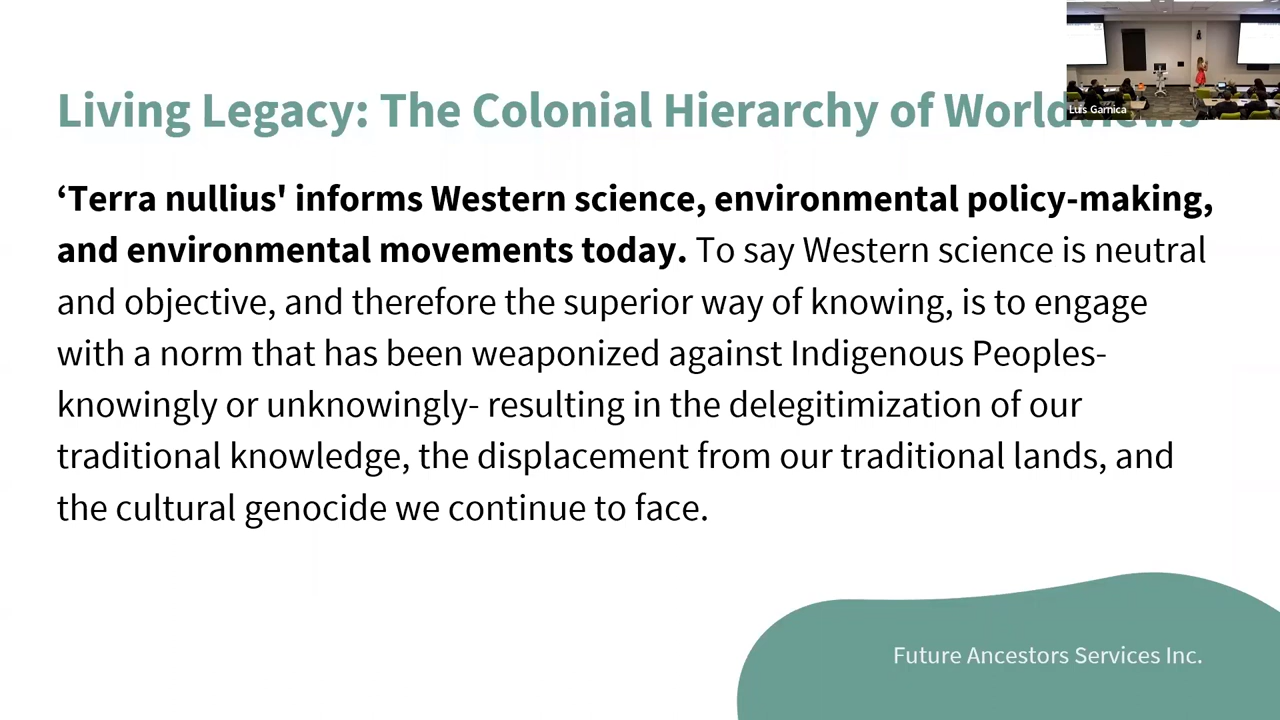 Living Legacy: The Colonial Hierarchy of Worldviews
Luis Garnica
‘Terra nullius' informs Western science, environmental policy-making,
and environmental movements today. To say Western science is neutral
and objective, and therefore the superior way of knowing, is to engage
with a norm that has been weaponized against Indigenous Peoples-
knowingly or unknowingly- resulting in the delegitimization of our
traditional knowledge, the displacement from our traditional lands, and
the cultural genocide we continue to face.
Future Ancestors Services Inc.